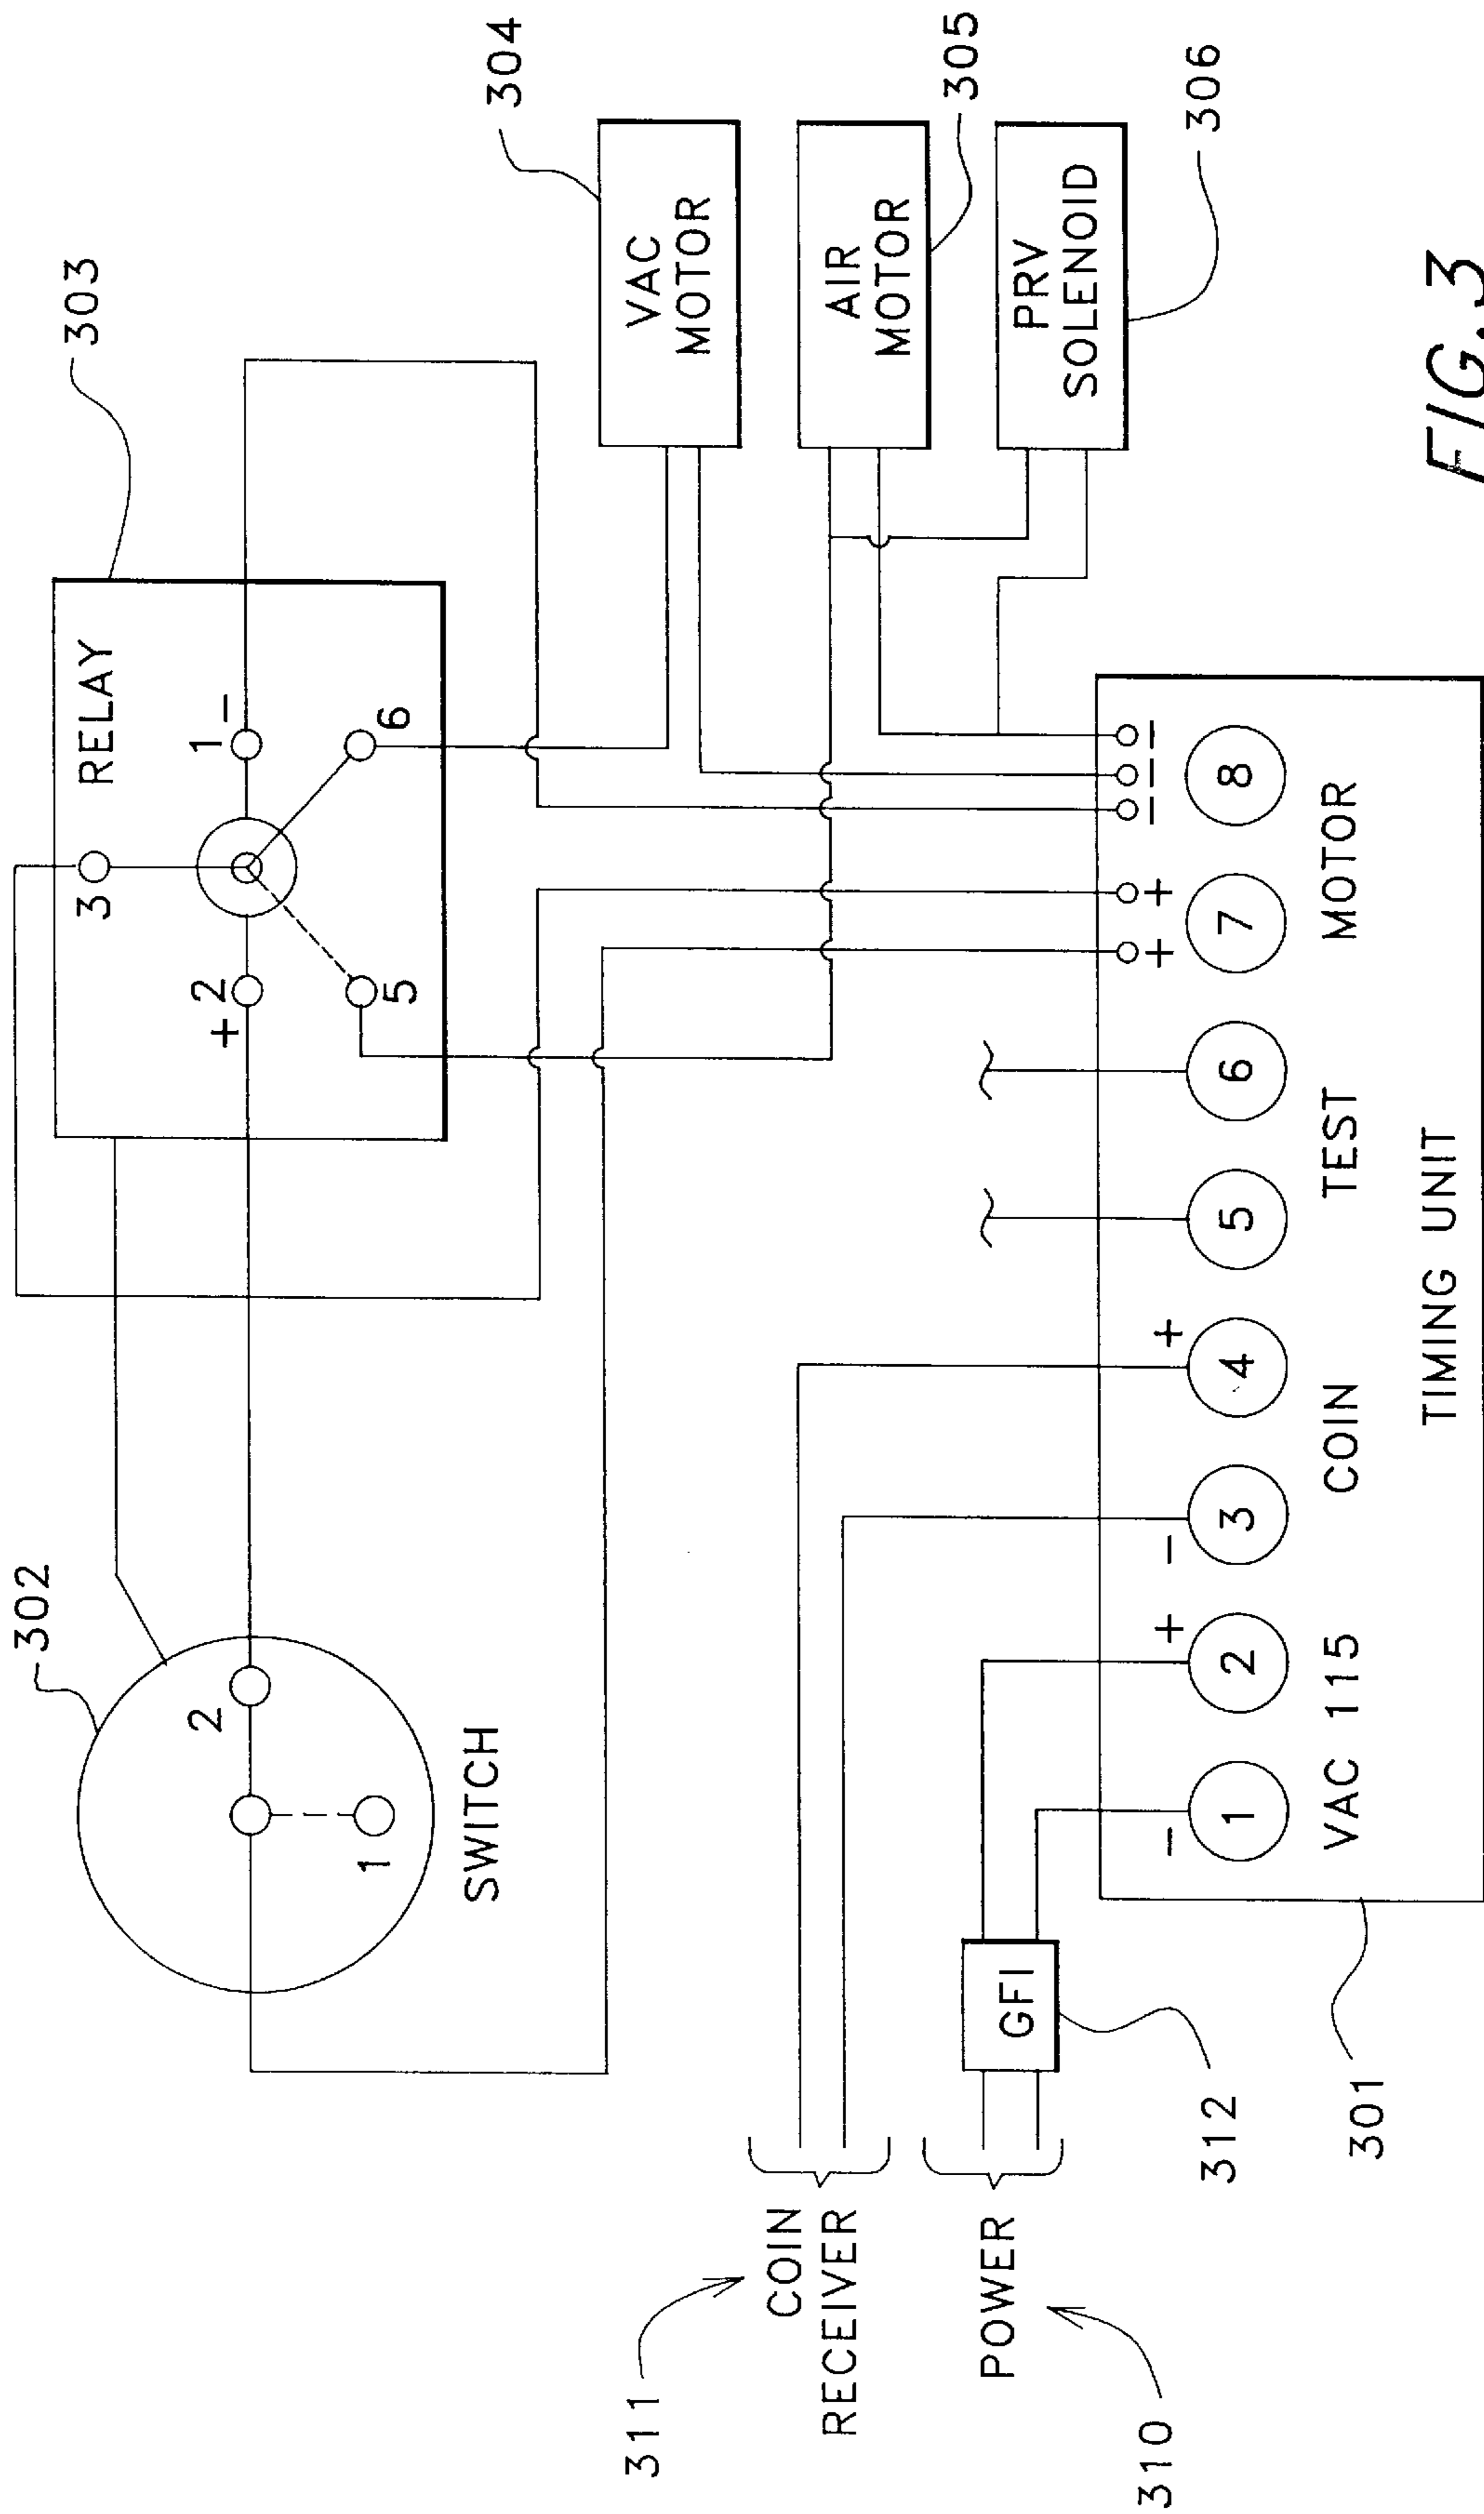 303
RELAY
3
1 –
+ 2
6
5
302
2
1
SWITCH
304
VAC
MOTOR
305
AIR
MOTOR
306
PRV
SOLENOID
311
COIN
RECEIVER
310
POWER
312
GFI
301
– + – + + + – – –
1 2 3 4 5 6 7 8
VAC 115 COIN TEST MOTOR
TIMING UNIT
FIG. 3